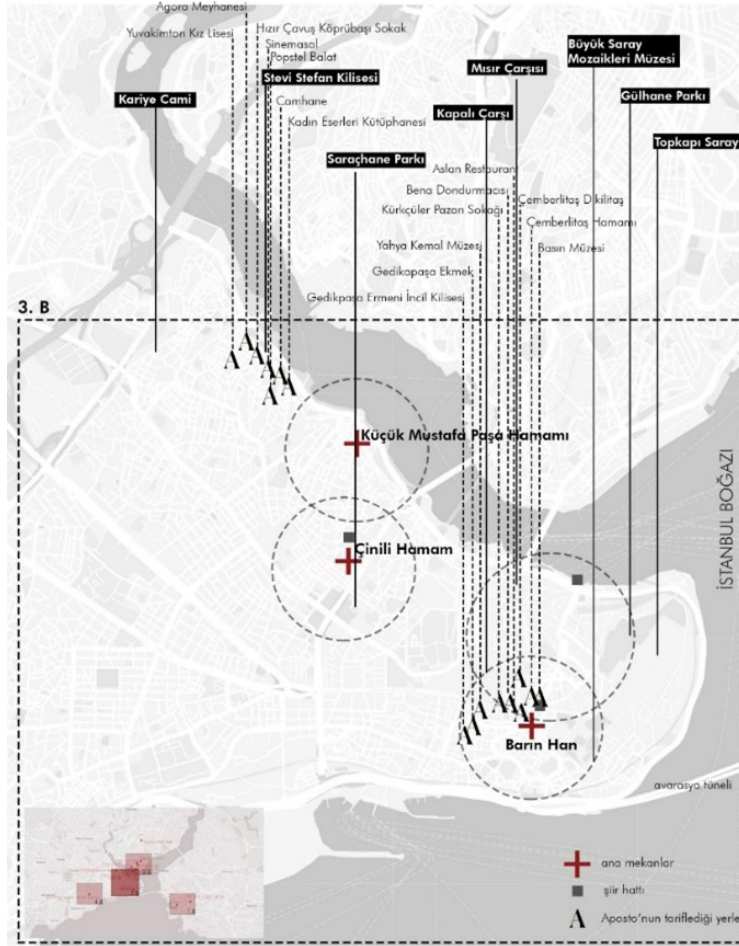 Agora Meyhanesi
Yuvakimton Kız Lisesi
Hızır Çavuş Köprübaşı Sokak
Sinemasal
Popstel Balat
Stevi Stefan Kilisesi
Camhane
Kadın Eserleri Kütüphanesi
Kariye Cami
Saraçhane Parkı
Mısır Çarşısı
Büyük Saray
Mozaikleri Müzesi
Kapalı Çarşı
Gülhane Parkı
Topkapı Saray
Aslan Restaurant
Bena Dondurmacısı
Kürkçüler Pazarı Sokağı
Çemberlitaş Dikilitaş
Çemberlitaş Hamamı
Yahya Kemal Müzesi
Basın Müzesi
Gedikapaşa Ekmek
Gedikpaşa Ermeni İncil Kilisesi
3. B
Küçük Mustafa Paşa Hamamı
Çinili Hamam
İSTANBUL BOĞAZI
Barın Han
avarasya tüneli
ana mekanlar
şiir hattı
Aposto'nun tariflediği yerle